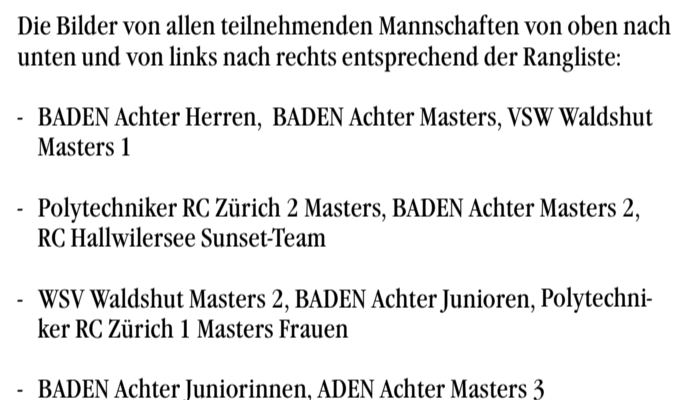 Die Bilder von allen teilnehmenden Mannschaften von oben nach
unten und von links nach rechts entsprechend der Rangliste:
- BADEN Achter Herren, BADEN Achter Masters, VSW Waldshut
Masters 1
- Polytechniker RC Zürich 2 Masters, BADEN Achter Masters 2,
RC Hallwilersee Sunset-Team
- WSV Waldshut Masters 2, BADEN Achter Junioren, Polytechni-
ker RC Zürich 1 Masters Frauen
- BADEN Achter Juniorinnen, ADEN Achter Masters 3